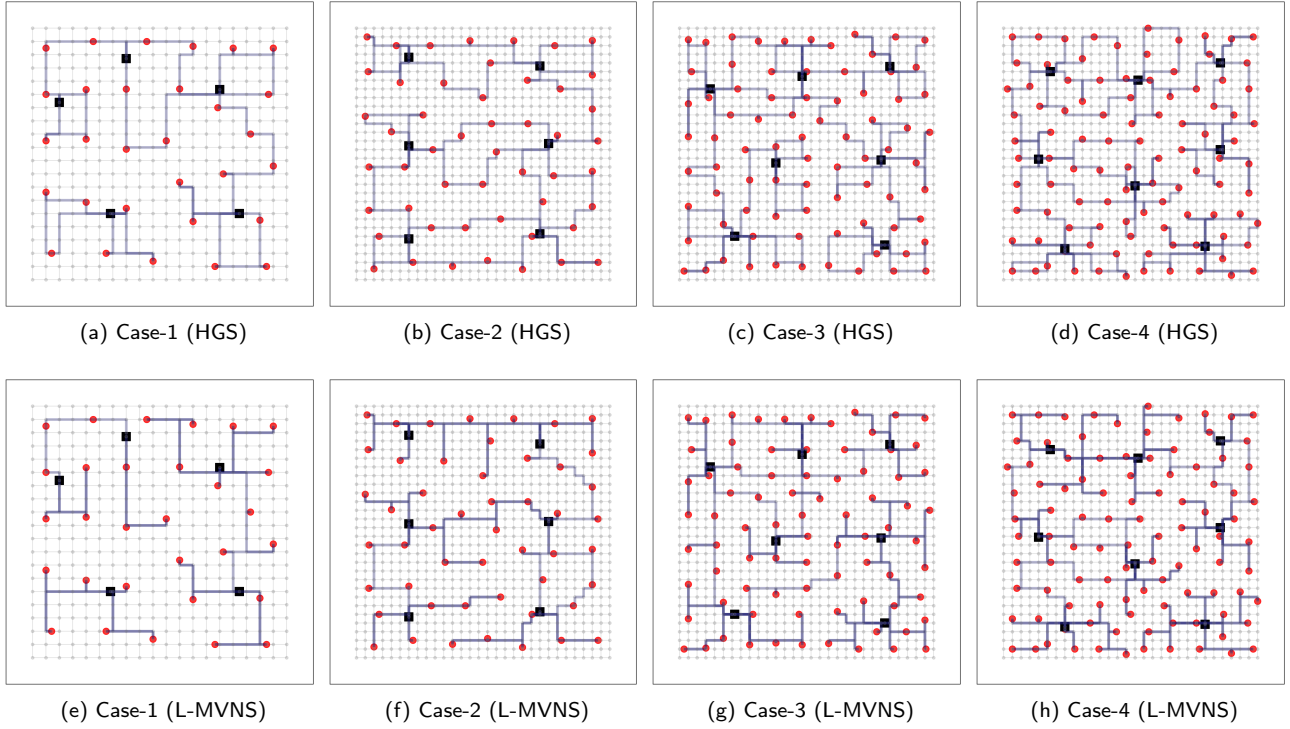 (a) Case-1 (HGS)
(b) Case-2 (HGS)
(c) Case-3 (HGS)
(d) Case-4 (HGS)
(e) Case-1 (L-MVNS)
(f) Case-2 (L-MVNS)
(g) Case-3 (L-MVNS)
(h) Case-4 (L-MVNS)